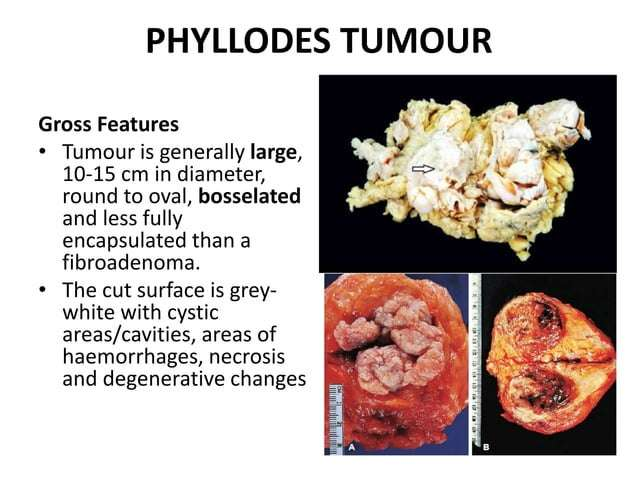 PHYLLODES TUMOUR
Gross Features
• Tumour is generally large,
10-15 cm in diameter,
round to oval, bosselated
and less fully
encapsulated than a
fibroadenoma.
• The cut surface is grey-
white with cystic
areas/cavities, areas of
haemorrhages, necrosis
and degenerative changes
A
B